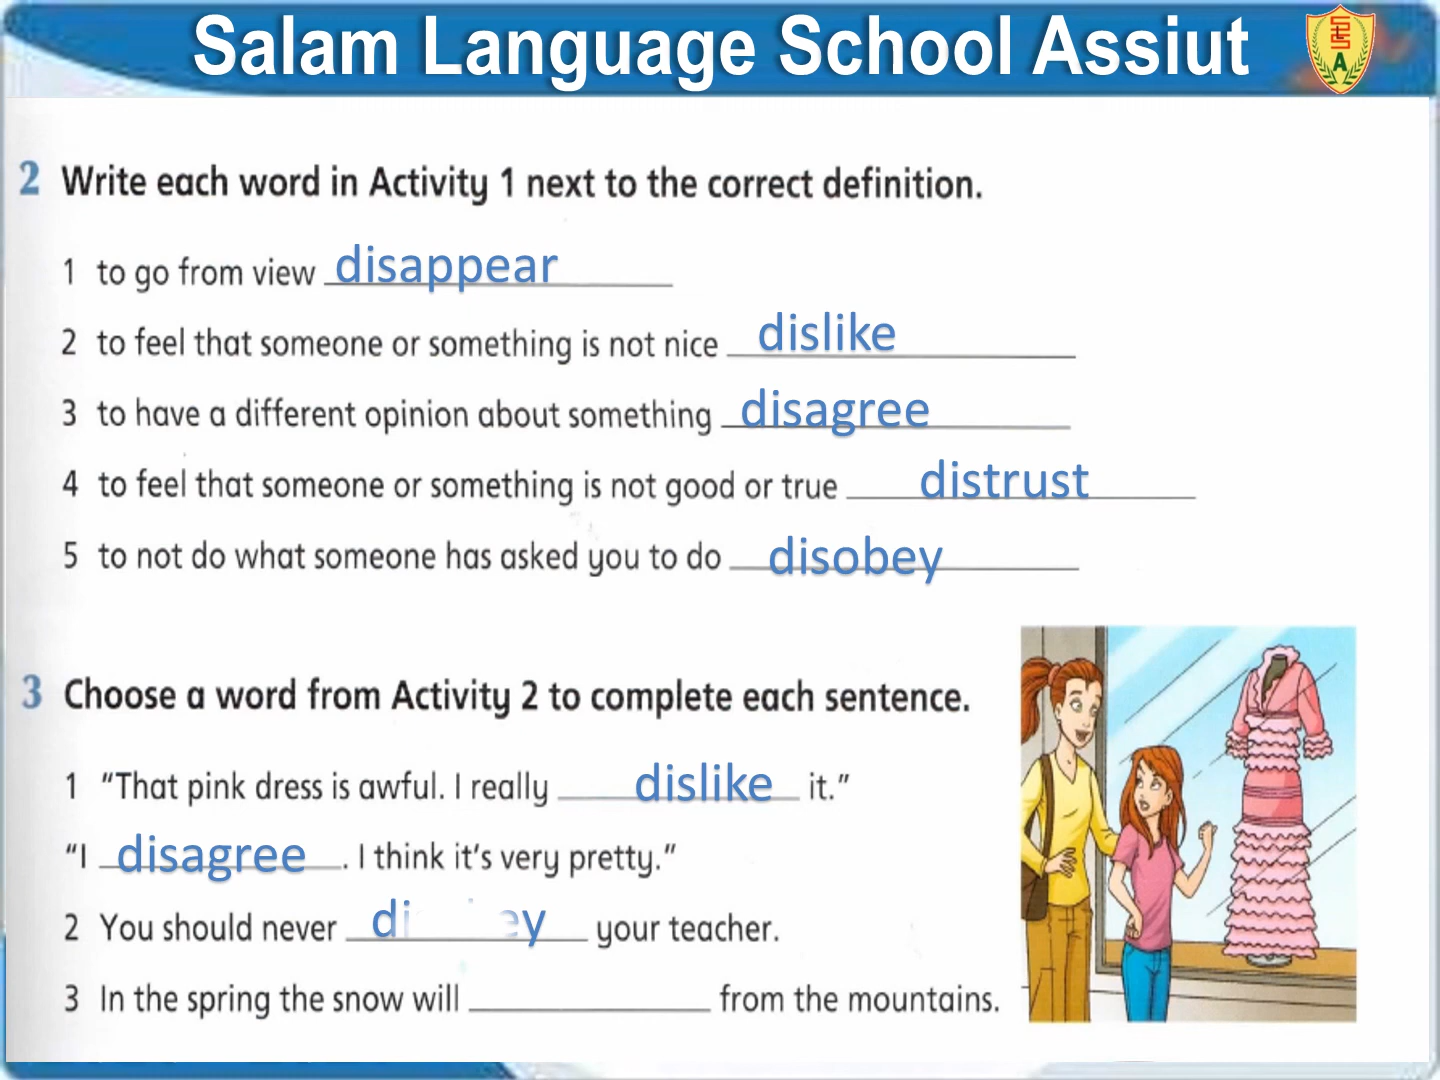 Salam Language School Assiut
2 Write each word in Activity 1 next to the correct definition.
1 to go from view disappear
2 to feel that someone or something is not nice dislike
3 to have a different opinion about something disagree
4 to feel that someone or something is not good or true distrust
5 to not do what someone has asked you to do disobey
3 Choose a word from Activity 2 to complete each sentence.
1 “That pink dress is awful. I really dislike it.”
“I disagree. I think it’s very pretty.”
2 You should never your teacher.
3 In the spring the snow will ____________ from the mountains.